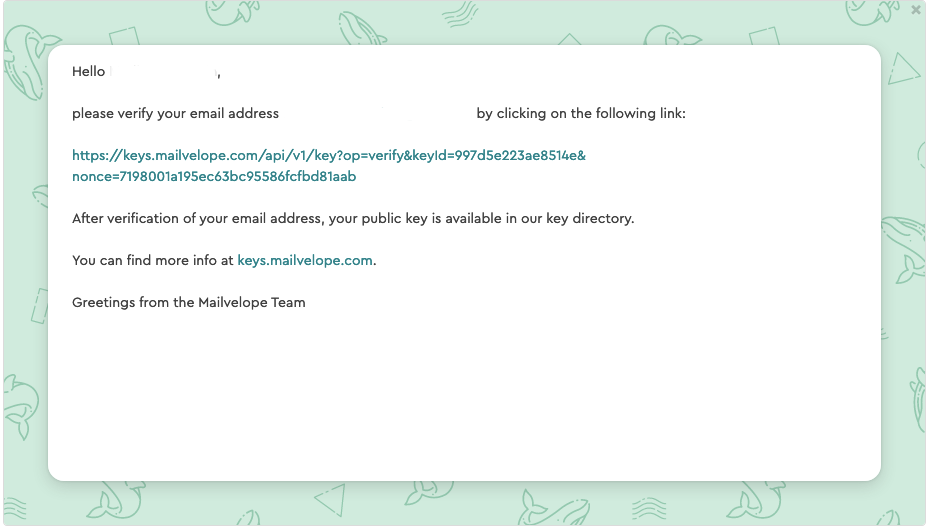 Hello ,
please verify your email address by clicking on the following link:
https://keys.mailvelope.com/api/v1/key?op=verify&keyId=997d5e223ae8514e&
nonce=7198001a195ec63bc95586fcfbd81aab
After verification of your email address, your public key is available in our key directory.
You can find more info at keys.mailvelope.com.
Greetings from the Mailvelope Team